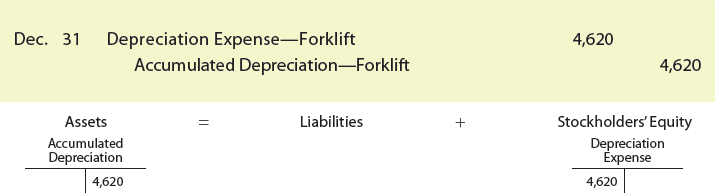 Dec. 31 Depreciation Expense—Forklift 4,620
Accumulated Depreciation—Forklift 4,620
Assets = Liabilities + Stockholders' Equity
Accumulated Depreciation
Depreciation Expense
4,620 4,620